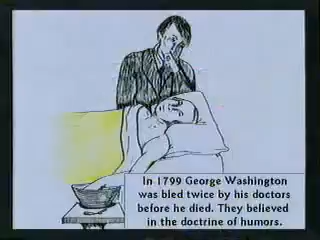 In 1799 George Washington
was bled twice by his doctors
before he died. They believed
in the doctrine of humors.